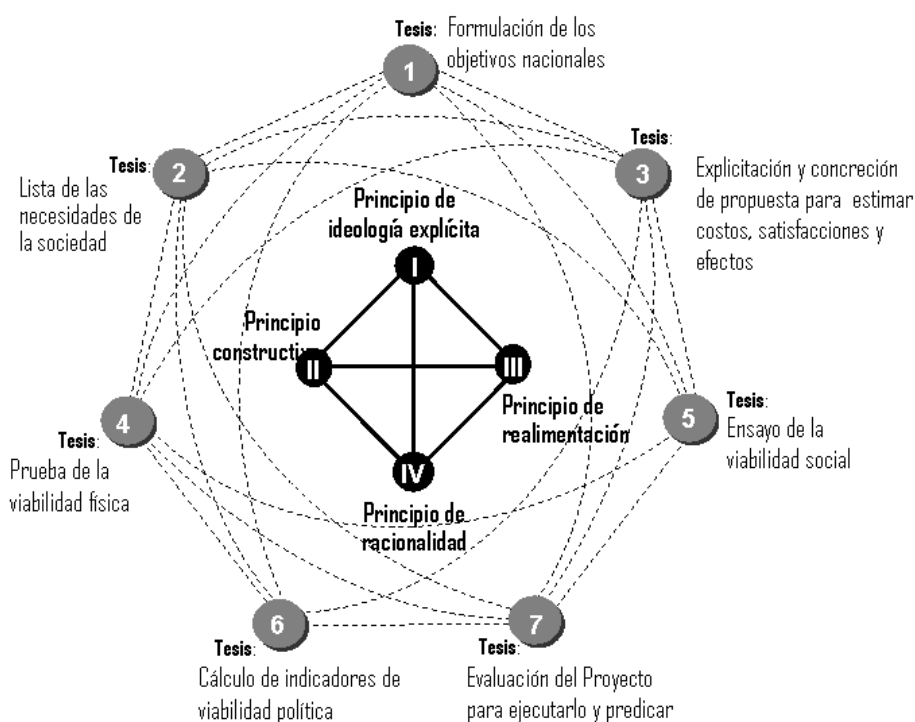 Tesis: Formulación de los
objetivos nacionales
1
Tesis:
2
Lista de las
necesidades de
la sociedad
Tesis:
3
Explicitación y concreción
de propuesta para estimar
costos, satisfacciones y
efectos
Principio de
ideología explícita
I
Principio
constructiv
II
III
Principio de
realimentación
IV
Principio de
racionalidad
4
Tesis:
Prueba de la
viabilidad física
5
Tesis:
Ensayo de la
viabilidad social
6
Tesis:
Cálculo de indicadores de
viabilidad política
7
Tesis:
Evaluación del Proyecto
para ejecutarlo y predicar